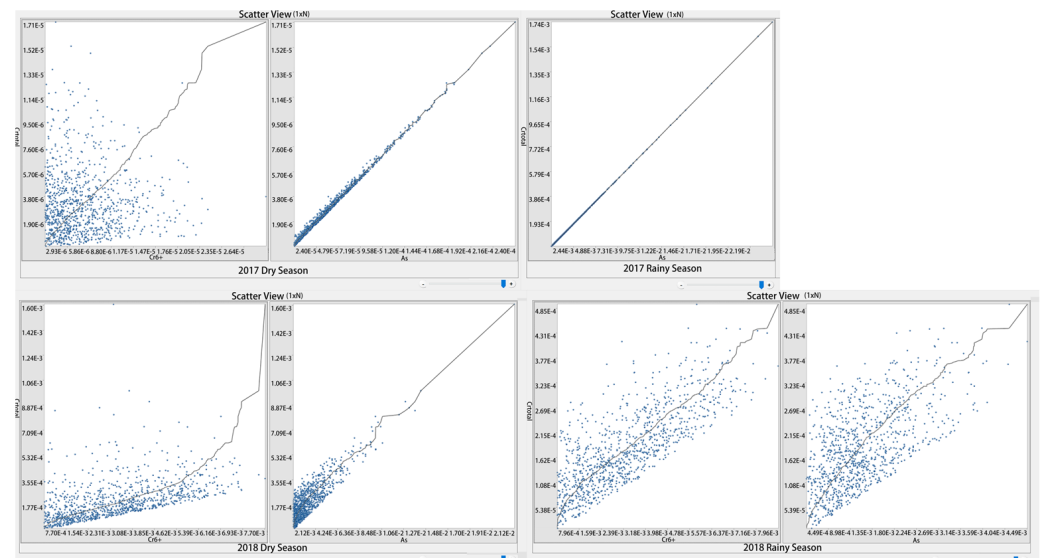 Scatter View (1xN)
1.71E-5
1.52E-5
1.33E-5
1.14E-5
9.50E-6
7.60E-6
5.70E-6
3.80E-6
1.90E-6
Crtotal
2.93E-6 5.86E-6 8.80E-6 1.17E-5 1.47E-5 1.76E-5 2.05E-5 2.35E-5 2.64E-5
Cr6+
1.71E-5
1.52E-5
1.33E-5
1.14E-5
9.50E-6
7.60E-6
5.70E-6
3.80E-6
1.90E-6
2.40E-5 4.79E-5 7.19E-5 9.58E-5 1.20E-4 1.44E-4 1.68E-4 1.92E-4 2.16E-4 2.40E-4
As
2017 Dry Season
- +
Scatter View (1xN)
1.74E-3
1.54E-3
1.35E-3
1.16E-3
9.65E-4
7.72E-4
5.79E-4
3.86E-4
1.93E-4
Crtotal
2.44E-3 4.88E-3 7.31E-3 9.75E-3 1.22E-2 1.46E-2 1.71E-2 1.95E-2 2.19E-2
As
2017 Rainy Season
- +
Scatter View (1xN)
1.60E-3
1.42E-3
1.24E-3
1.06E-3
8.87E-4
7.09E-4
5.32E-4
3.55E-4
1.77E-4
Crtotal
7.70E-4 1.54E-3 2.31E-3 3.08E-3 3.85E-3 4.62E-3 5.39E-3 6.16E-3 6.93E-3 7.70E-3
Cr6+
1.60E-3
1.42E-3
1.24E-3
1.06E-3
8.87E-4
7.09E-4
5.32E-4
3.55E-4
1.77E-4
2.12E-3 4.24E-3 6.36E-3 8.48E-3 1.06E-2 1.27E-2 1.48E-2 1.70E-2 1.91E-2 2.12E-2
As
2018 Dry Season
Scatter View (1xN)
4.85E-4
4.31E-4
3.77E-4
3.23E-4
2.69E-4
2.15E-4
1.62E-4
1.08E-4
5.38E-5
Crtotal
7.96E-4 1.59E-3 2.39E-3 3.18E-3 3.98E-3 4.78E-3 5.57E-3 6.37E-3 7.16E-3 7.96E-3
Cr6+
4.85E-4
4.31E-4
3.77E-4
3.23E-4
2.69E-4
2.15E-4
1.62E-4
1.08E-4
5.39E-5
4.49E-4 8.98E-4 1.35E-3 1.80E-3 2.24E-3 2.69E-3 3.14E-3 3.59E-3 4.04E-3 4.49E-3
As
2018 Rainy Season